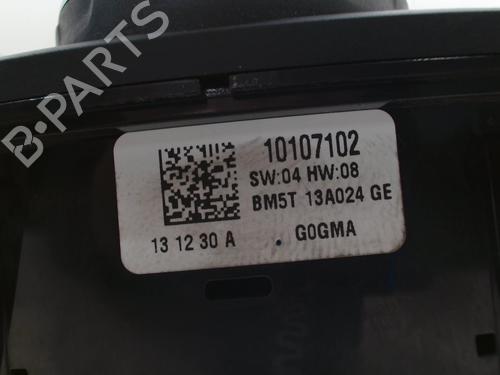 B-PARTS
10107102
SW:04 HW:08
BM5T 13A024 GE
13 12 30 A G0GMA